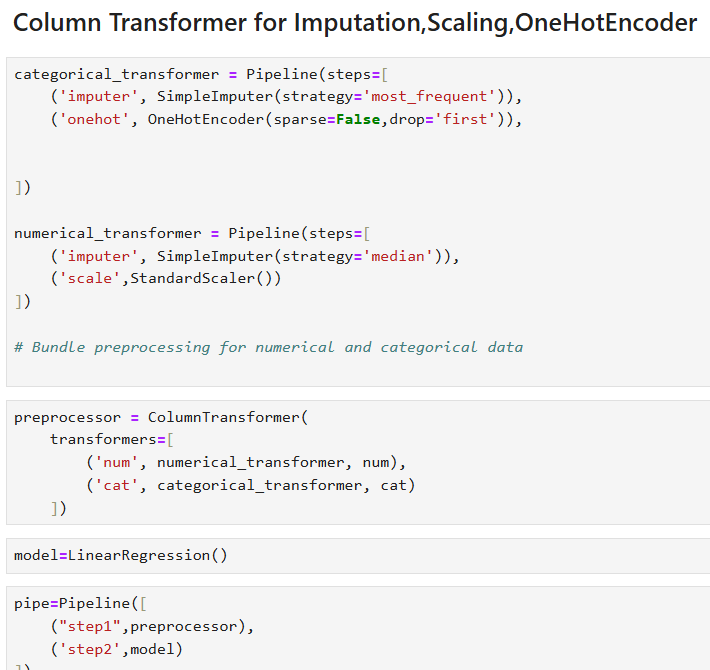 Column Transformer for Imputation,Scaling,OneHotEncoder
categorical_transformer = Pipeline(steps=[
    ('imputer', SimpleImputer(strategy='most_frequent')),
    ('onehot', OneHotEncoder(sparse=False,drop='first')),
])
numerical_transformer = Pipeline(steps=[
    ('imputer', SimpleImputer(strategy='median')),
    ('scale',StandardScaler())
])
# Bundle preprocessing for numerical and categorical data
preprocessor = ColumnTransformer(
    transformers=[
        ('num', numerical_transformer, num),
        ('cat', categorical_transformer, cat)
    ])
model=LinearRegression()
pipe=Pipeline([
    ("step1",preprocessor),
    ('step2',model)
])